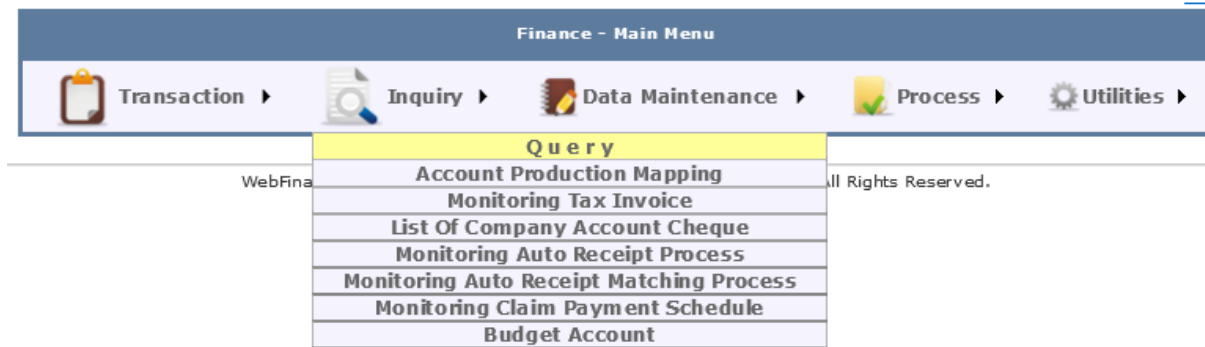 Finance - Main Menu
Transaction Inquiry Data Maintenance Process Utilities
Query
Account Production Mapping
WebFina ll Rights Reserved.
Monitoring Tax Invoice
List Of Company Account Cheque
Monitoring Auto Receipt Process
Monitoring Auto Receipt Matching Process
Monitoring Claim Payment Schedule
Budget Account